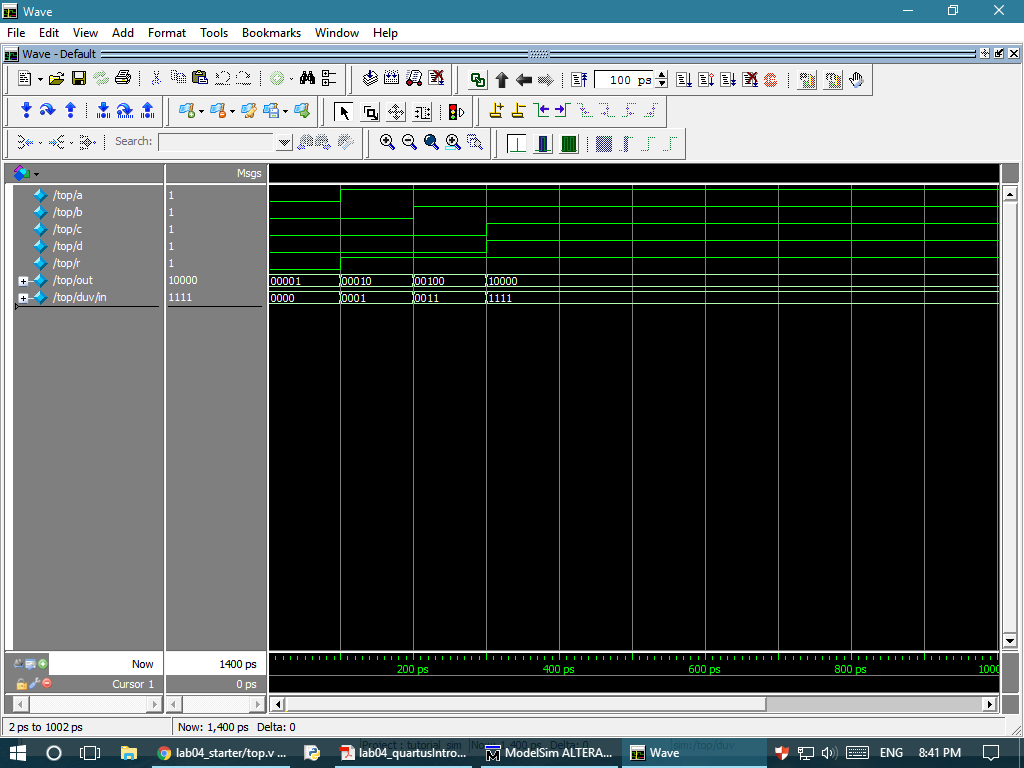 Wave
File Edit View Add Format Tools Bookmarks Window Help
Wave - Default
100 ps
Search:
Msgs
/top/a 1
/top/b 1
/top/c 1
/top/d 1
/top/r 1
/top/out 10000 00001 00010 00100 10000
/top/duv/in 1111 0000 0001 0011 1111
Now 1400 ps 200 ps 400 ps 600 ps 800 ps 1000
Cursor 1 0 ps
2 ps to 1002 ps Now: 1,400 ps Delta: 0
lab04_starter/top.v ... lab04_quartusIntro... ModelSim ALTERA... Wave ENG 8:41 PM